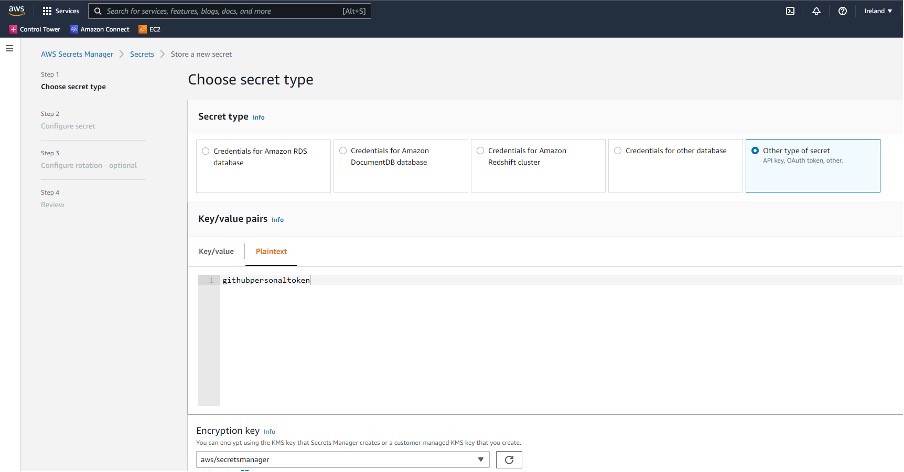 aws
Services
Search for services, features, blogs, docs, and more
[Alt+S]
Ireland
Control Tower
Amazon Connect
EC2
AWS Secrets Manager
Secrets
Store a new secret
Step 1
Choose secret type
Step 2
Configure secret
Step 3
Configure rotation - optional
Step 4
Review
Choose secret type
Secret type Info
Credentials for Amazon RDS
database
Credentials for Amazon
DocumentDB database
Credentials for Amazon
Redshift cluster
Credentials for other database
Other type of secret
API key, OAuth token, other.
Key/value pairs Info
Key/value
Plaintext
1 githubpersonaltoken
Encryption key Info
You can encrypt using the KMS key that Secrets Manager creates or a customer managed KMS key that you create.
aws/secretsmanager